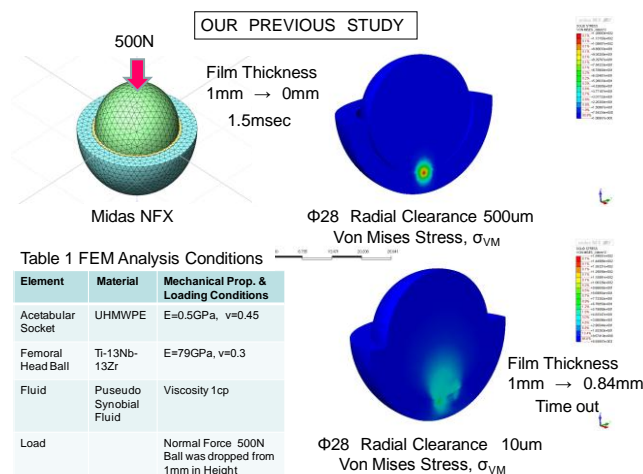 OUR PREVIOUS STUDY
500N
Film Thickness
1mm → 0mm
1.5msec
Midas NFX
Φ28 Radial Clearance 500um
Von Mises Stress, σVM
Table 1 FEM Analysis Conditions
Element Material Mechanical Prop. &
Loading Conditions
Acetabular
Socket UHMWPE E=0.5GPa, ν=0.45
Femoral
Head Ball Ti-13Nb-
13Zr E=79GPa, ν=0.3
Fluid Puseudo
Synobial
Fluid Viscosity 1cp
Load Normal Force 500N
Ball was dropped from
1mm in Height
Film Thickness
1mm → 0.84mm
Time out
Φ28 Radial Clearance 10um
Von Mises Stress, σVM